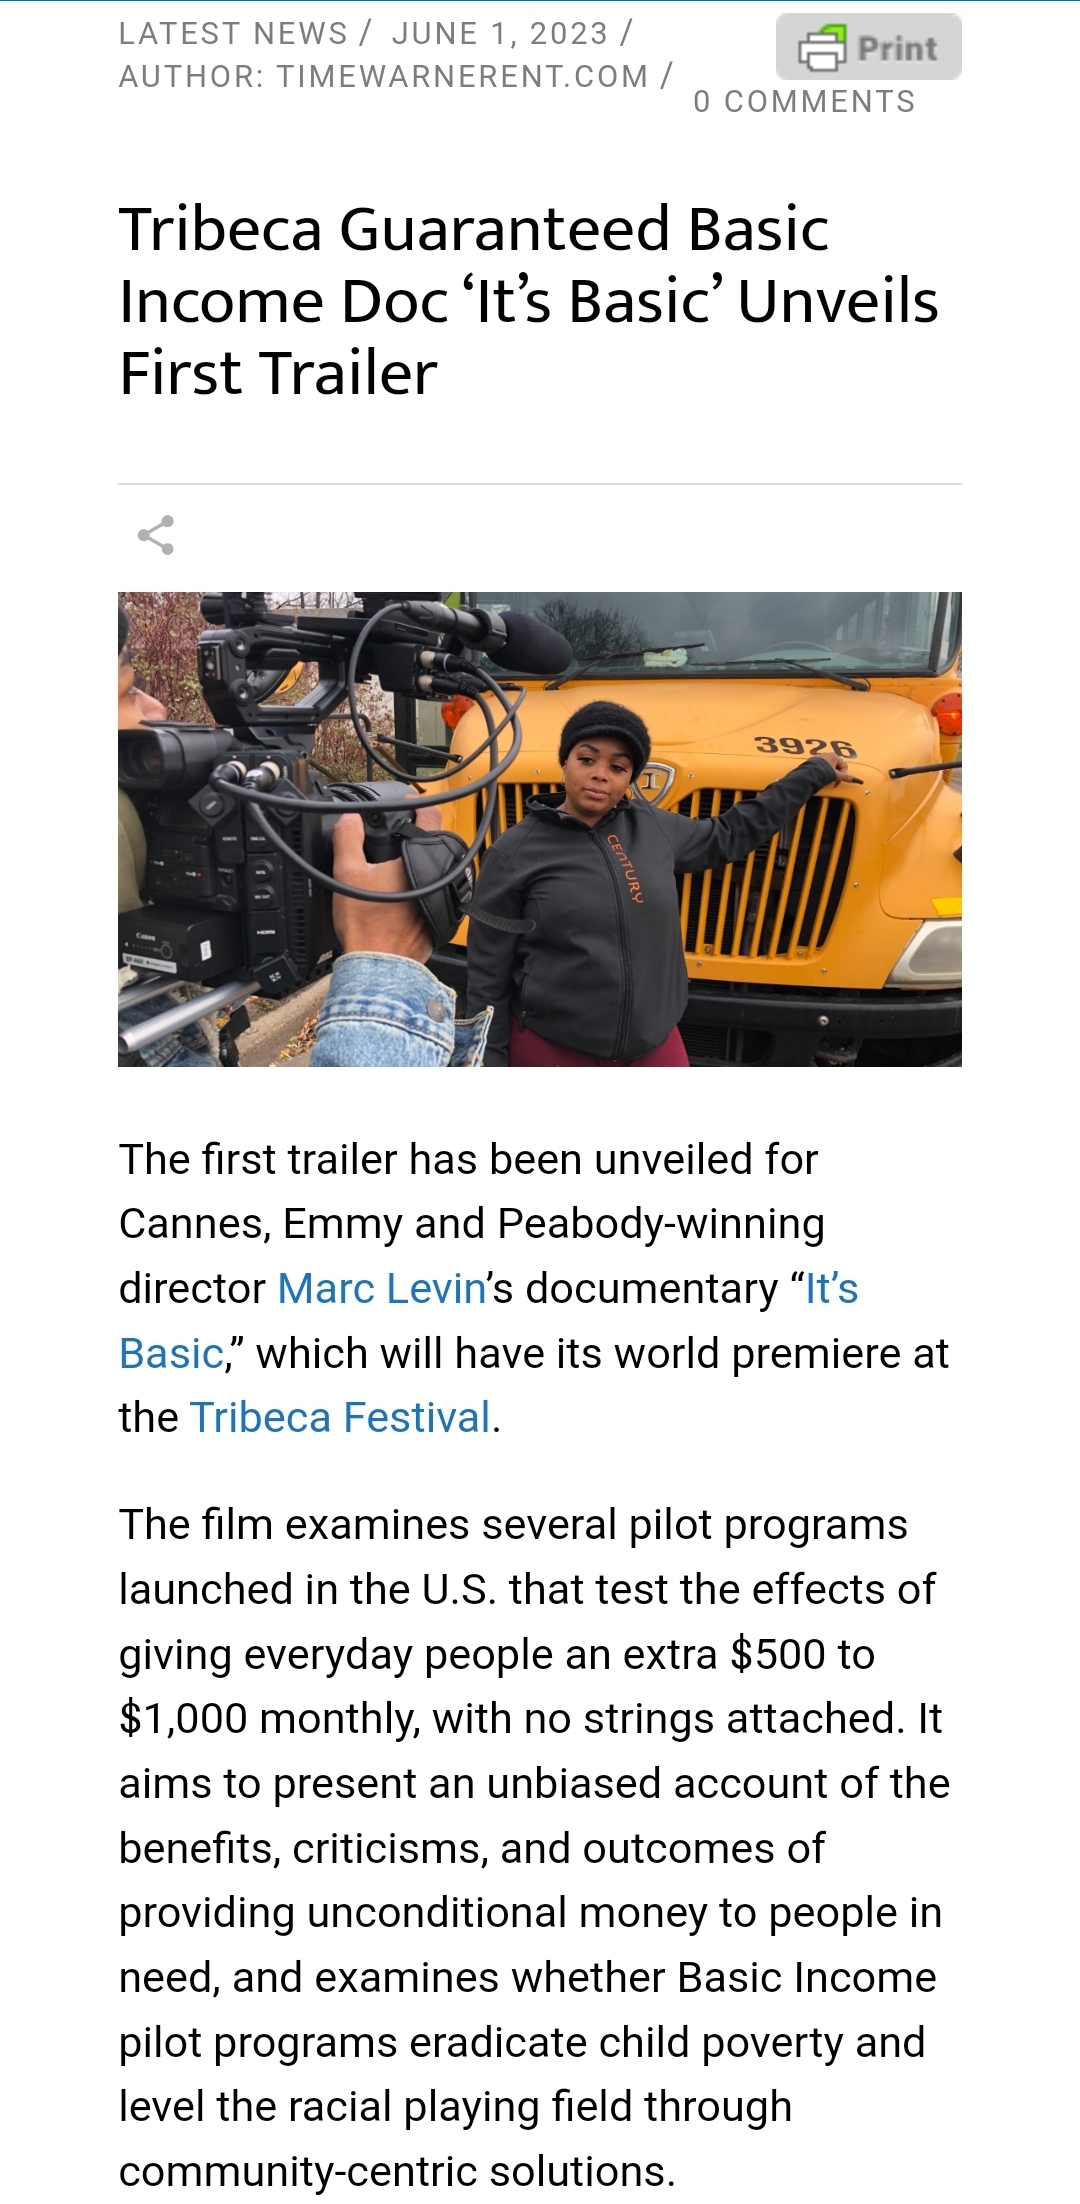 LATEST NEWS / JUNE 1, 2023 /
AUTHOR: TIMEWARNERENT.COM /
Print
0 COMMENTS
Tribeca Guaranteed Basic
Income Doc ‘It’s Basic’ Unveils
First Trailer
3926
I
CENTURY
Canon
HDMI
The first trailer has been unveiled for
Cannes, Emmy and Peabody-winning
director Marc Levin’s documentary “It’s
Basic,” which will have its world premiere at
the Tribeca Festival.
The film examines several pilot programs
launched in the U.S. that test the effects of
giving everyday people an extra $500 to
$1,000 monthly, with no strings attached. It
aims to present an unbiased account of the
benefits, criticisms, and outcomes of
providing unconditional money to people in
need, and examines whether Basic Income
pilot programs eradicate child poverty and
level the racial playing field through
community-centric solutions.